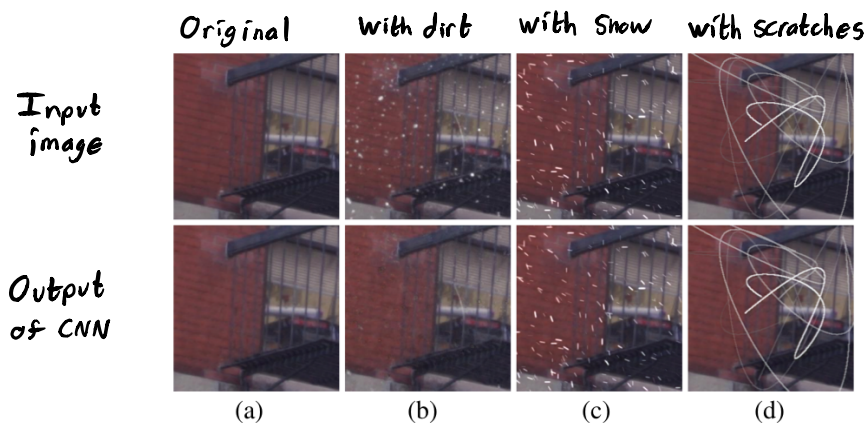 Original with dirt with Snow with scratches
Input
image
Output
of CNN
(a) (b) (c) (d)